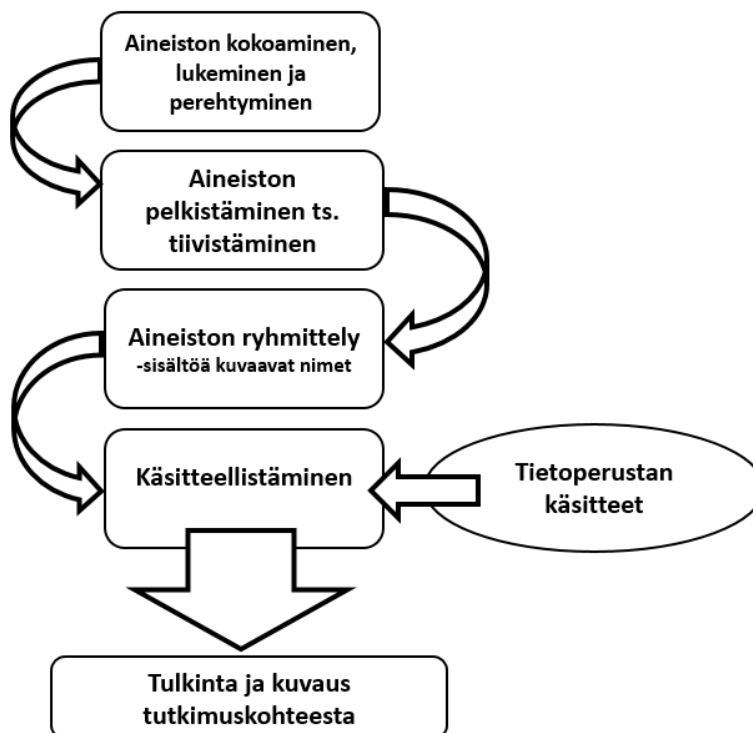 Aineiston kokoaminen,
lukeminen ja
perehtyminen
Aineiston
pelkistäminen ts.
tiivistäminen
Aineiston ryhmittely
-sisältöä kuvaavat nimet
Käsitteellistäminen
Tietoperustan
käsitteet
Tulkinta ja kuvaus
tutkimuskohteesta